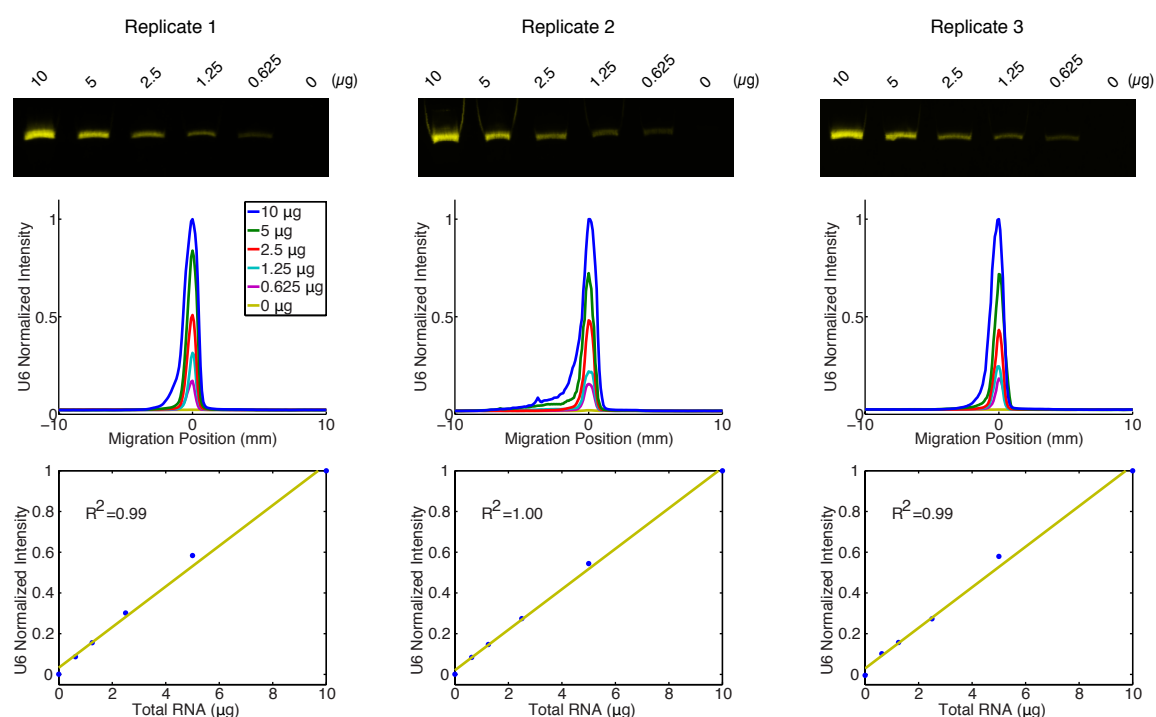 Replicate 1
Replicate 2
Replicate 3
10 5 2.5 1.25 0.625 0 (µg)
10 5 2.5 1.25 0.625 0 (µg)
10 5 2.5 1.25 0.625 0 (µg)
U6 Normalized Intensity
1
0.5
0
−10 0 10
Migration Position (mm)
10 µg
5 µg
2.5 µg
1.25 µg
0.625 µg
0 µg
U6 Normalized Intensity
1
0.5
0
−10 0 10
Migration Position (mm)
U6 Normalized Intensity
1
0.5
0
−10 0 10
Migration Position (mm)
U6 Normalized Intensity
1
0.8
0.6
0.4
0.2
0
R2=0.99
0 2 4 6 8 10
Total RNA (µg)
U6 Normalized Intensity
1
0.8
0.6
0.4
0.2
0
R2=1.00
0 2 4 6 8 10
Total RNA (µg)
U6 Normalized Intensity
1
0.8
0.6
0.4
0.2
0
R2=0.99
0 2 4 6 8 10
Total RNA (µg)